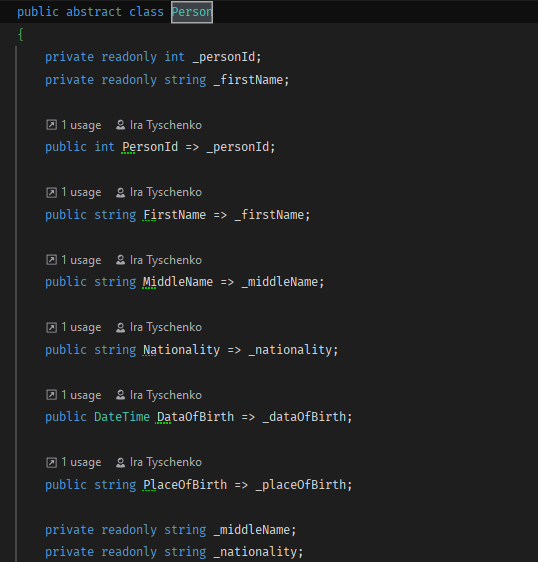 public abstract class Person
{
private readonly int _personId;
private readonly string _firstName;
1 usage Ira Tyschenko
public int PersonId => _personId;
1 usage Ira Tyschenko
public string FirstName => _firstName;
1 usage Ira Tyschenko
public string MiddleName => _middleName;
1 usage Ira Tyschenko
public string Nationality => _nationality;
1 usage Ira Tyschenko
public DateTime DataOfBirth => _dataOfBirth;
1 usage Ira Tyschenko
public string PlaceOfBirth => _placeOfBirth;
private readonly string _middleName;
private readonly string _nationality;